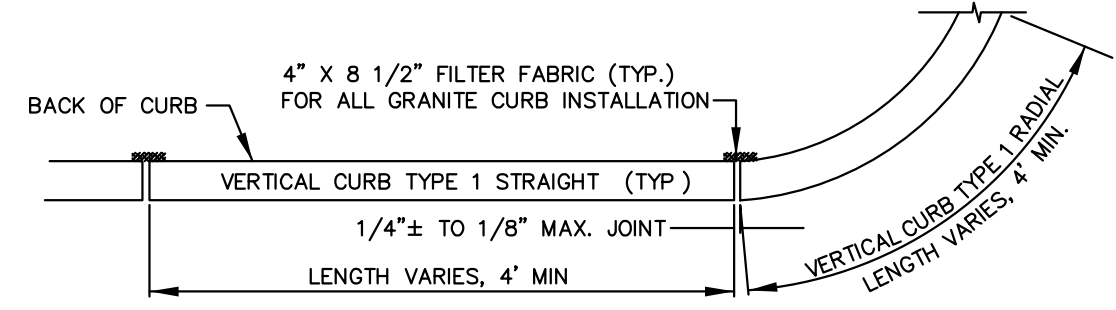 4" X 8 1/2" FILTER FABRIC (TYP.)
FOR ALL GRANITE CURB INSTALLATION
BACK OF CURB
VERTICAL CURB TYPE 1 STRAIGHT (TYP )
1/4"± TO 1/8" MAX. JOINT
LENGTH VARIES, 4' MIN
VERTICAL CURB TYPE 1 RADIAL
LENGTH VARIES, 4' MIN.